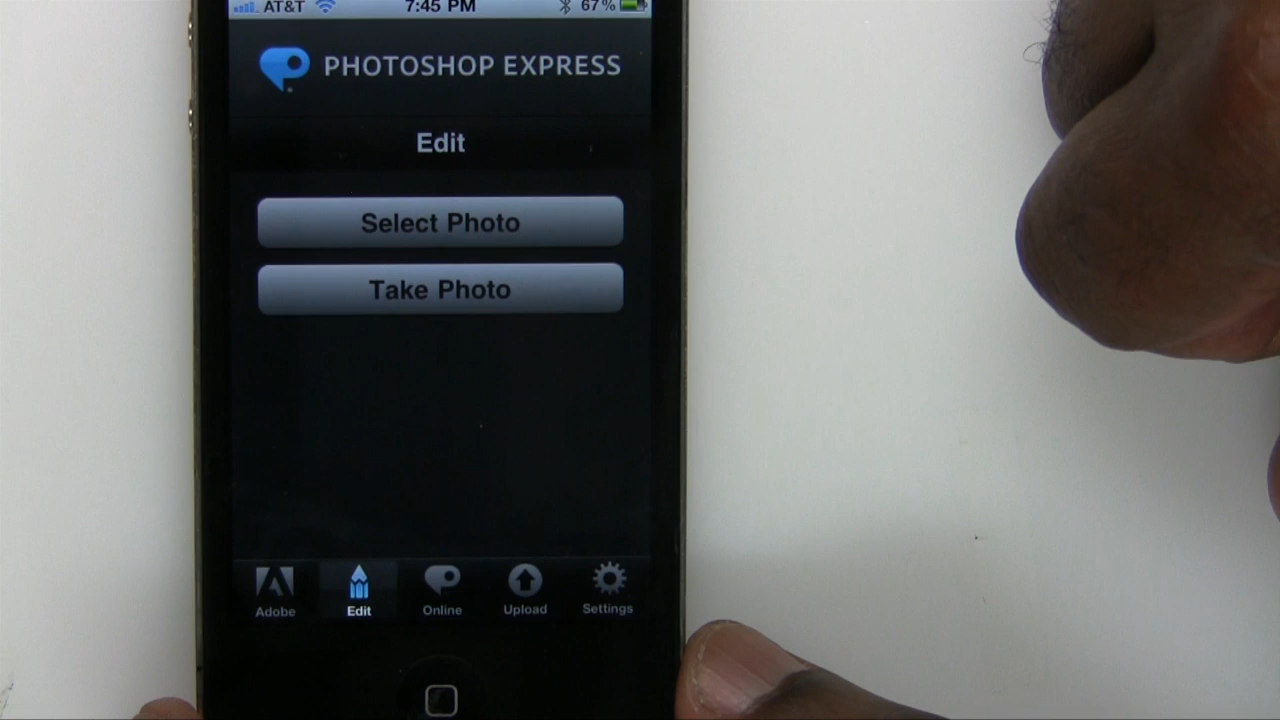 AT&T 7:45 PM 67%
PHOTOSHOP EXPRESS
Edit
Select Photo
Take Photo
Adobe Edit Online Upload Settings